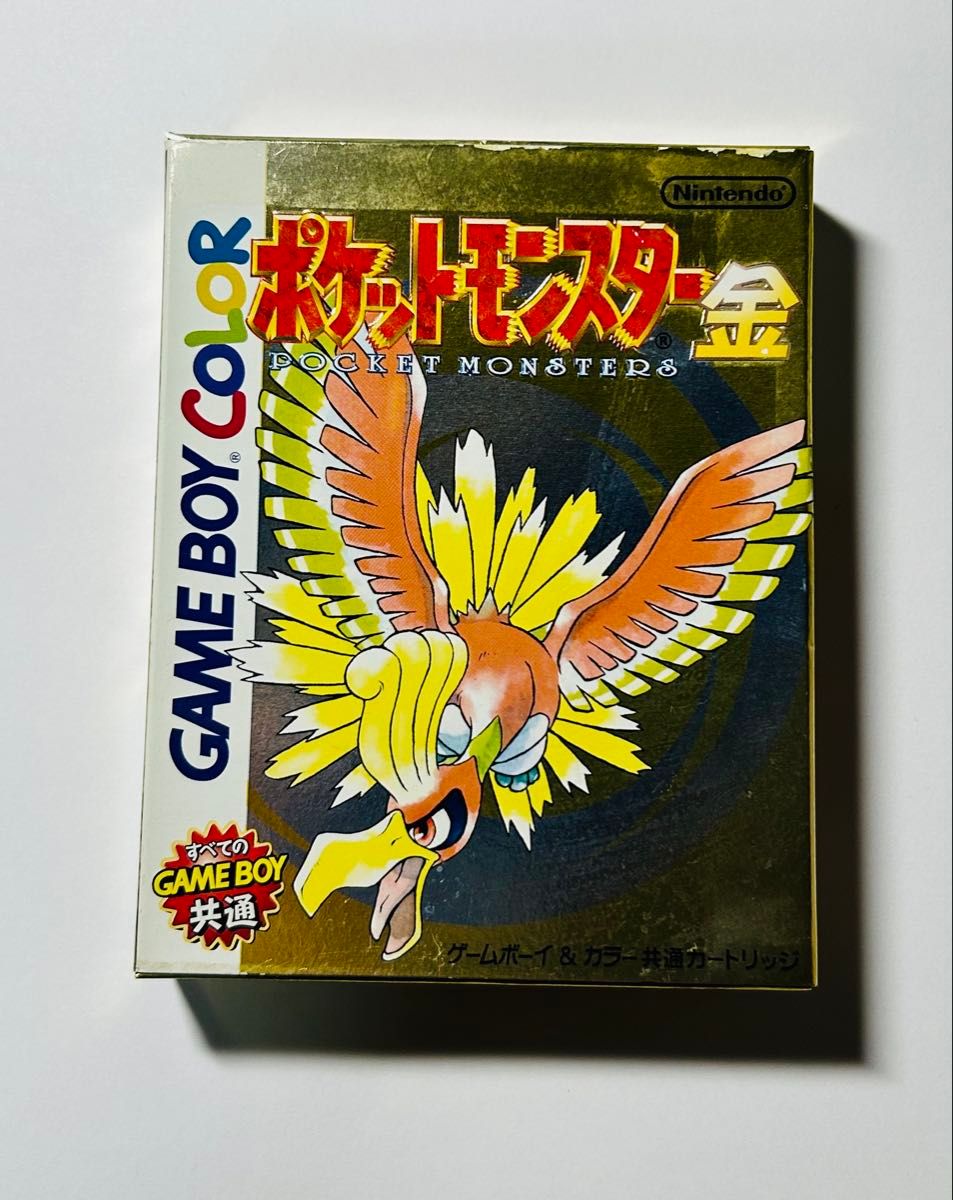 Nintendo
ポケットモンスター金
®
POCKET MONSTERS
GAME BOY® COLOR
すべての
GAME BOY
共通
ゲームボーイ & カラー共通カートリッジ